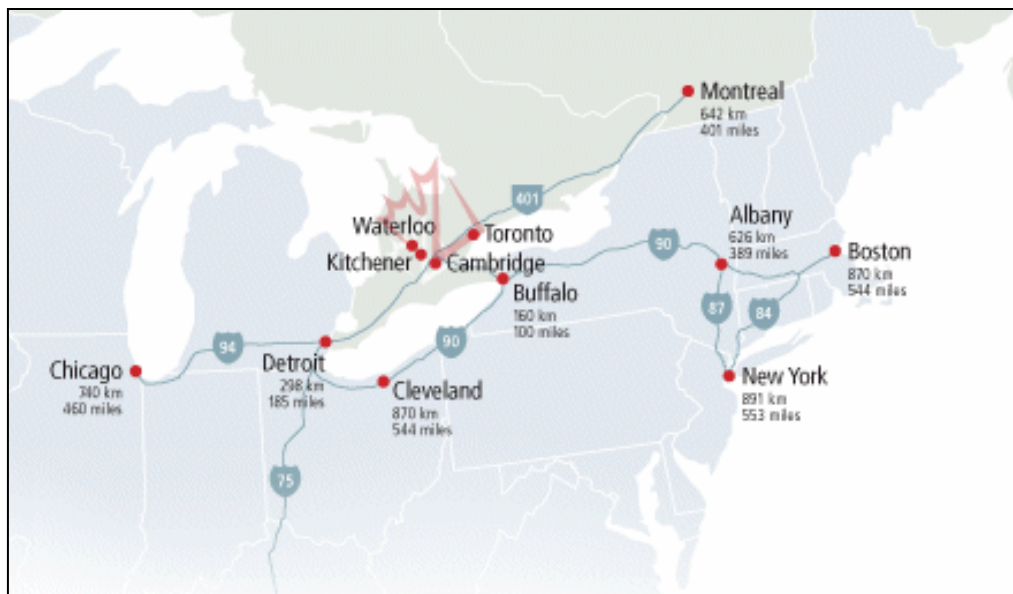 Montreal
642 km
401 miles
401
Waterloo
Toronto
Kitchener
Cambridge
Albany
626 km
389 miles
90
Boston
870 km
544 miles
Buffalo
160 km
100 miles
87
84
90
94
Detroit
298 km
185 miles
Chicago
740 km
460 miles
Cleveland
870 km
544 miles
New York
891 km
553 miles
75